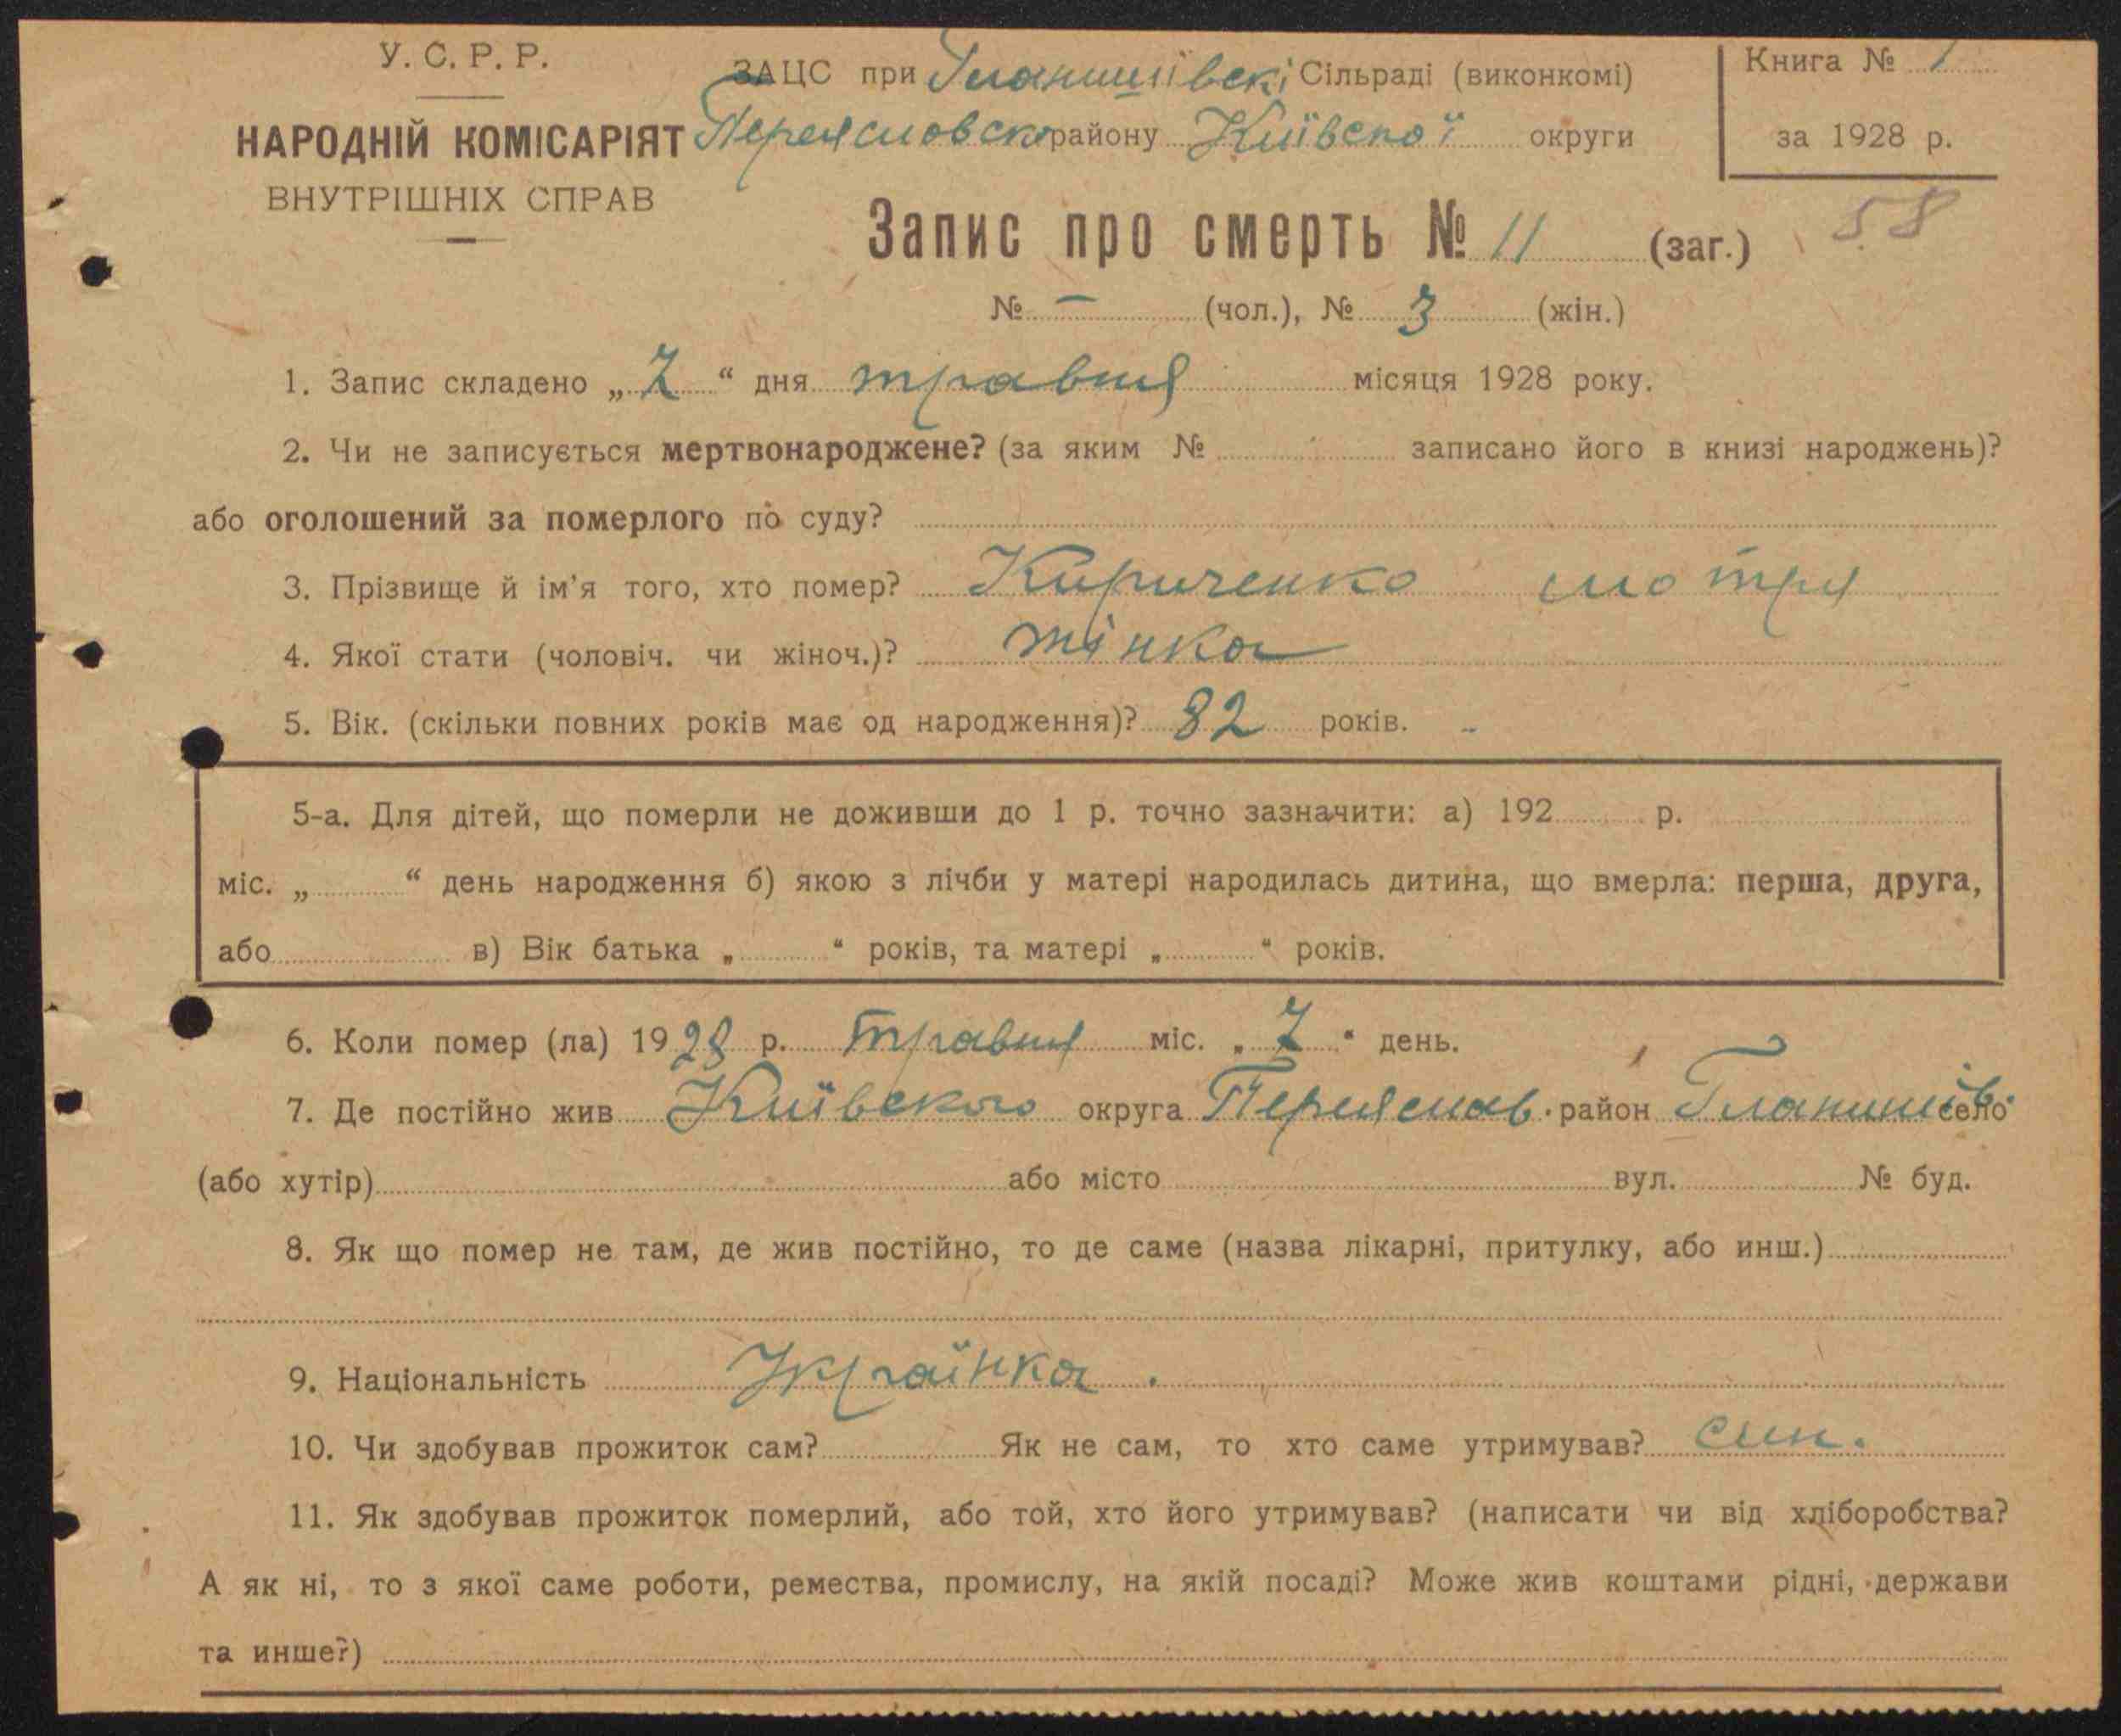 У. С. Р. Р.
НАРОДНІЙ КОМІСАРІЯТ
ВНУТРІШНІХ СПРАВ
ЗАЦС при Гланишівскі Сільраді (виконкомі)
Переяславско району Київскої округи
Книга № 1
за 1928 р.
58
Запис про смерть № 11 (заг.)
№ — (чол.), № 3 (жін.)
1. Запис складено „ 7 “ дня травня місяця 1928 року.
2. Чи не записується мертвонароджене? (за яким № записано його в книзі народжень)?
або оголошений за померлого по суду?
3. Прізвище й ім’я того, хто помер? Кириченко мотря
4. Якої стати (чоловіч. чи жіноч.)? жінка
5. Вік. (скільки повних років має од народження)? 82 років.
5-а. Для дітей, що померли не доживши до 1 р. точно зазначити: а) 192 р.
міс. „ “ день народження б) якою з лічби у матері народилась дитина, що вмерла: перша, друга,
або в) Вік батька „ “ років, та матері „ “ років.
6. Коли помер (ла) 1928 р. травня міс. „ 7 “ день.
7. Де постійно жив Київского округа Переяслав. район Гланишів. село
(або хутір) або місто вул. № буд.
8. Як що помер не там, де жив постійно, то де саме (назва лікарні, притулку, або инш.)
9. Національність Українка.
10. Чи здобував прожиток сам? Як не сам, то хто саме утримував? син.
11. Як здобував прожиток померлий, або той, хто його утримував? (написати чи від хліборобства?
А як ні, то з якої саме роботи, ремества, промислу, на якій посаді? Може жив коштами рідні, держави
та инше?)